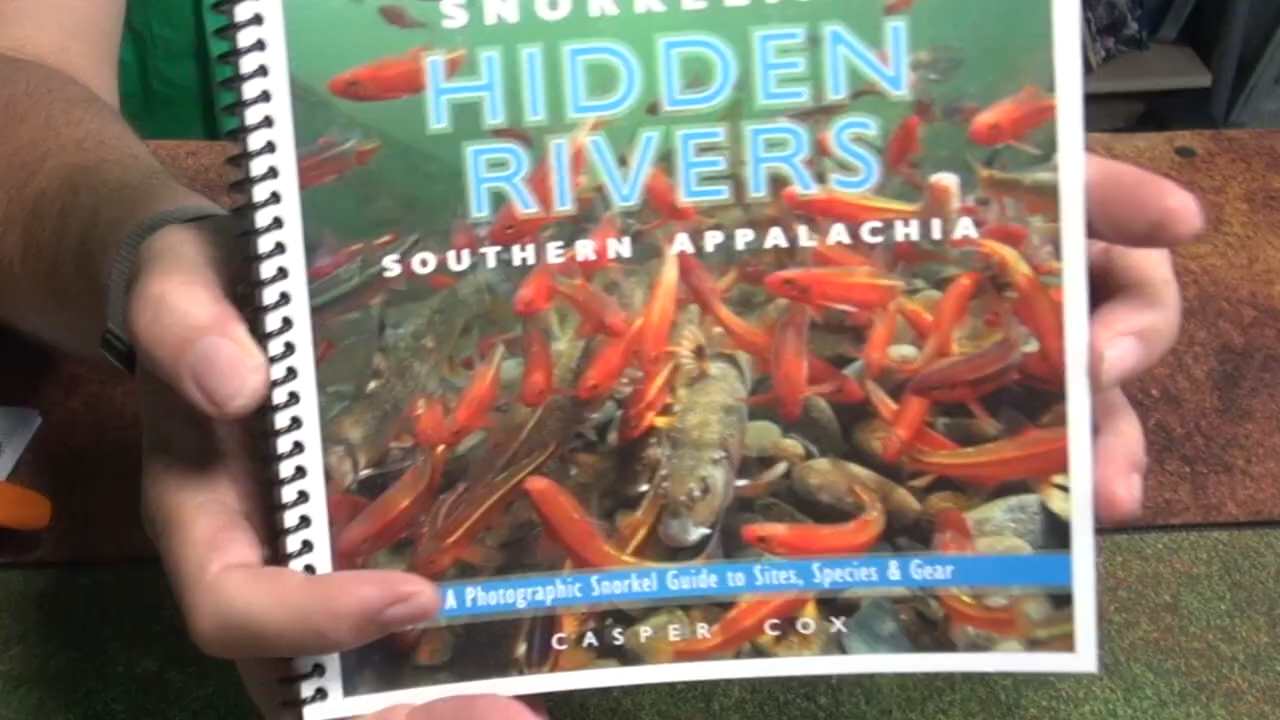 HIDDEN
RIVERS
SOUTHERN APPALACHIA
A Photographic Snorkel Guide to Sites, Species & Gear
CASPER COX